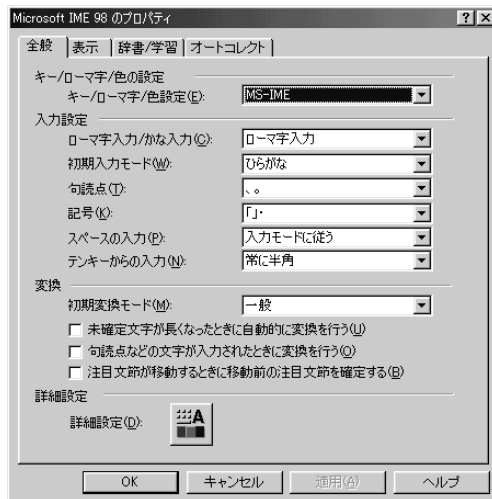 Microsoft IME 98 のプロパティ
全般 表示 辞書/学習 オートコレクト
キー/ローマ字/色の設定
キー/ローマ字/色設定(E): MS-IME
入力設定
ローマ字入力/かな入力(C): ローマ字入力
初期入力モード(W): ひらがな
句読点(T): 、。
記号(K): 「」・
スペースの入力(P): 入力モードに従う
テンキーからの入力(N): 常に半角
変換
初期変換モード(M): 一般
未確定文字が長くなったときに自動的に変換を行う(U)
句読点などの文字が入力されたときに変換を行う(O)
注目文節が移動するときに移動前の注目文節を確定する(B)
詳細設定
詳細設定(D): A
OK キャンセル 適用(A) ヘルプ